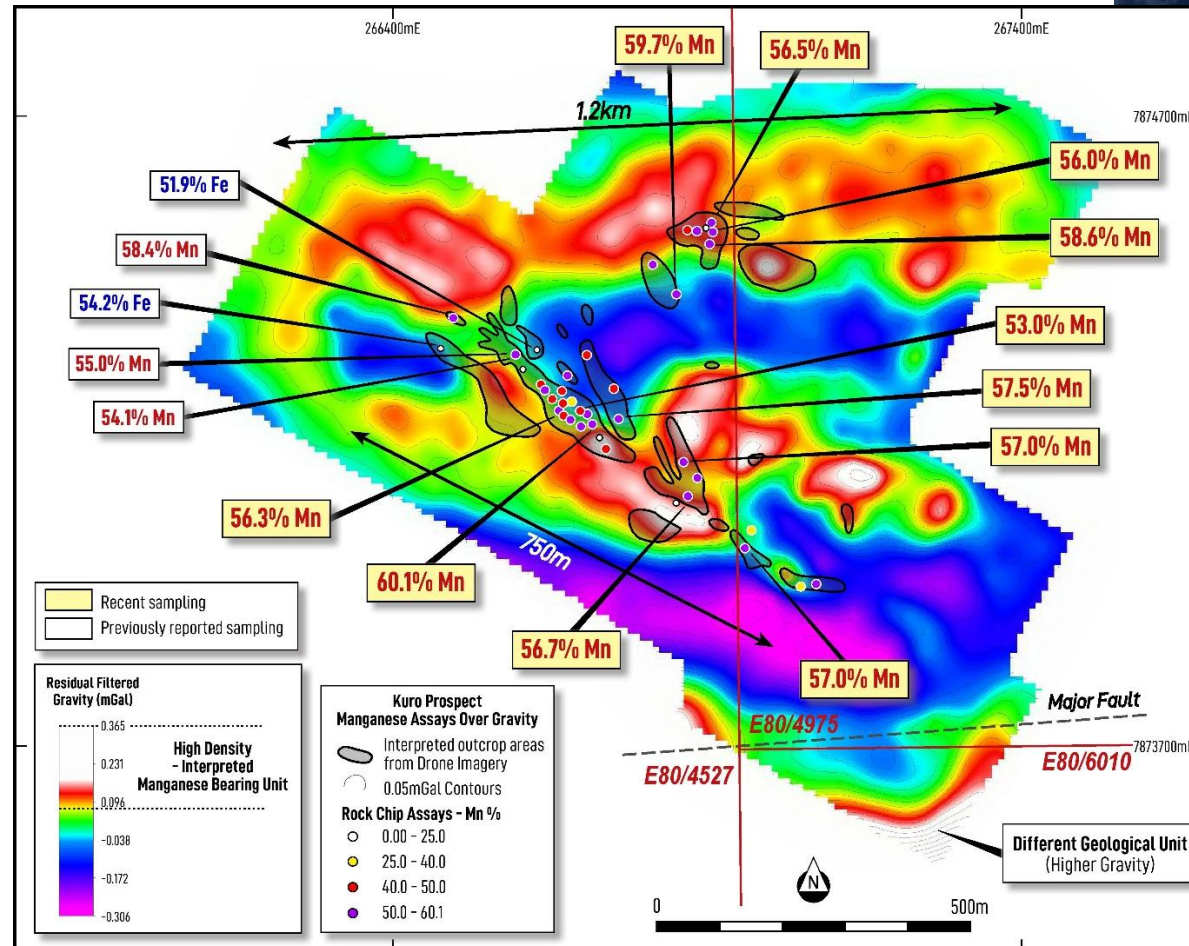 266400mE
267400mE
59.7% Mn
56.5% Mn
1.2km
7874700m
56.0% Mn
51.9% Fe
58.6% Mn
58.4% Mn
54.2% Fe
53.0% Mn
55.0% Mn
57.5% Mn
54.1% Mn
57.0% Mn
56.3% Mn
750m
60.1% Mn
56.7% Mn
57.0% Mn
Recent sampling
Previously reported sampling
Residual Filtered
Gravity (mGal)
0.365
0.231
0.096
-0.038
-0.172
-0.306
High Density
- Interpreted
Manganese Bearing Unit
Kuro Prospect
Manganese Assays Over Gravity
Interpreted outcrop areas
from Drone Imagery
0.05mGal Contours
Rock Chip Assays - Mn %
0.00 - 25.0
25.0 - 40.0
40.0 - 50.0
50.0 - 60.1
Major Fault
E80/4975
7873700m
E80/4527
E80/6010
Different Geological Unit
(Higher Gravity)
N
0
500m